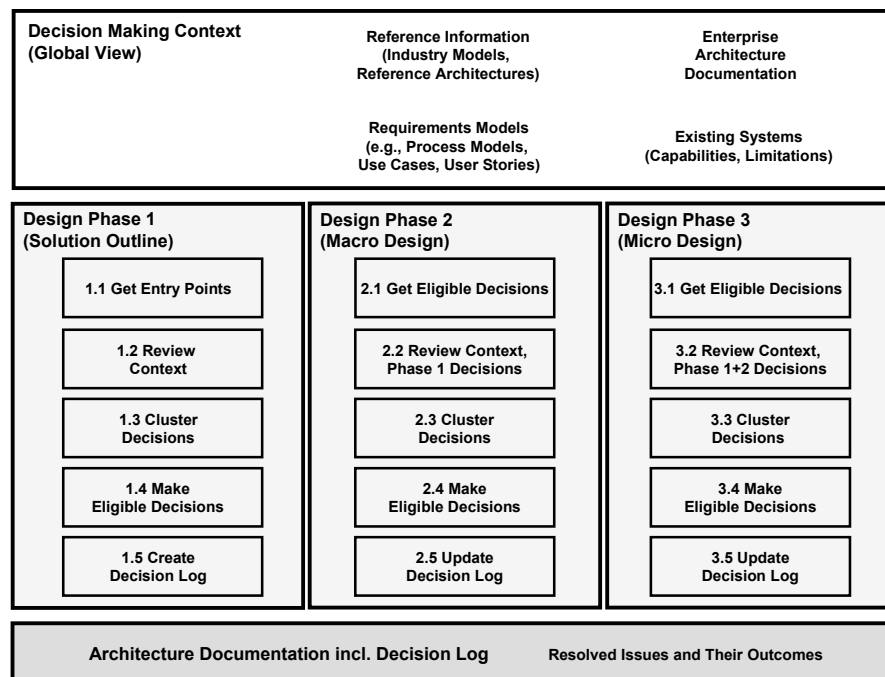 Decision Making Context
(Global View)
Reference Information
(Industry Models,
Reference Architectures)
Enterprise
Architecture
Documentation
Requirements Models
(e.g., Process Models,
Use Cases, User Stories)
Existing Systems
(Capabilities, Limitations)
Design Phase 1
(Solution Outline)
1.1 Get Entry Points
1.2 Review
Context
1.3 Cluster
Decisions
1.4 Make
Eligible Decisions
1.5 Create
Decision Log
Design Phase 2
(Macro Design)
2.1 Get Eligible Decisions
2.2 Review Context,
Phase 1 Decisions
2.3 Cluster
Decisions
2.4 Make
Eligible Decisions
2.5 Update
Decision Log
Design Phase 3
(Micro Design)
3.1 Get Eligible Decisions
3.2 Review Context,
Phase 1+2 Decisions
3.3 Cluster
Decisions
3.4 Make
Eligible Decisions
3.5 Update
Decision Log
Architecture Documentation incl. Decision Log
Resolved Issues and Their Outcomes